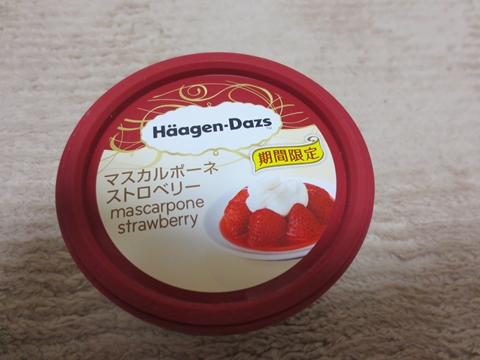 Häagen-Dazs
期間限定
マスカルポーネ
ストロベリー
mascarpone
strawberry